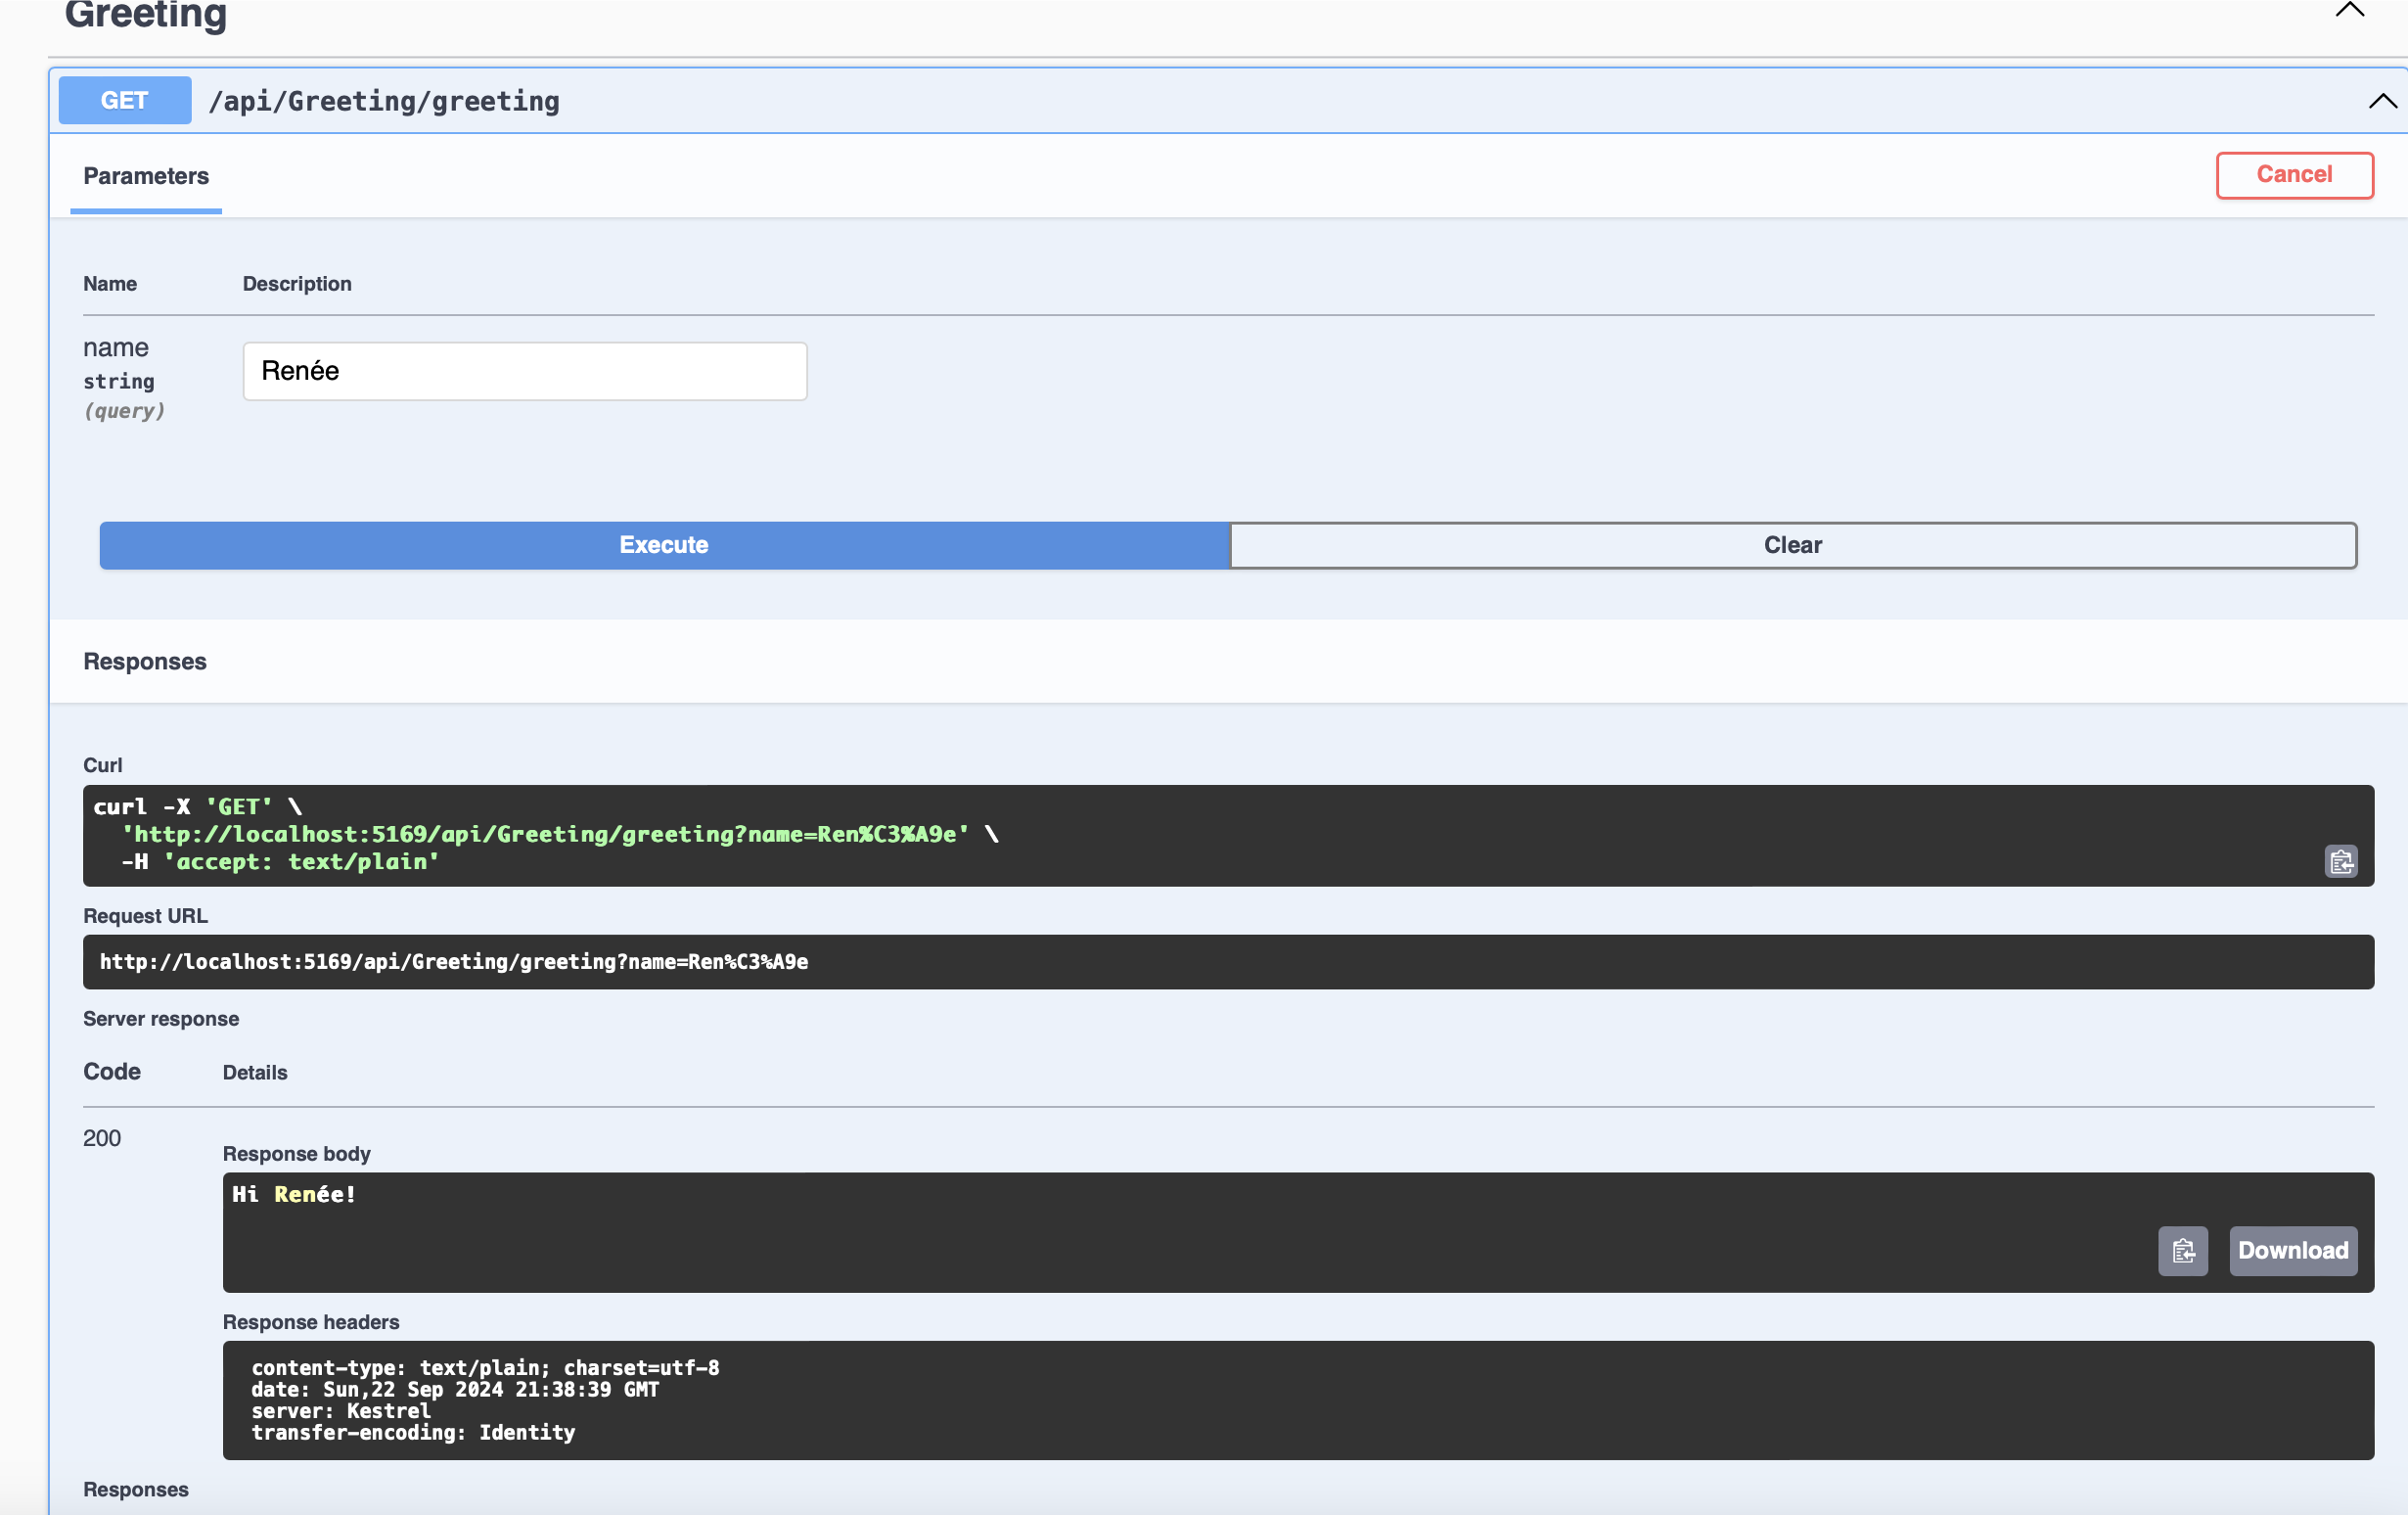 Greeting
GET /api/Greeting/greeting
Parameters Cancel
Name Description
name
string
(query)
Renée
Execute Clear
Responses
Curl
curl -X 'GET' \
'http://localhost:5169/api/Greeting/greeting?name=Ren%C3%A9e' \
-H 'accept: text/plain'
Request URL
http://localhost:5169/api/Greeting/greeting?name=Ren%C3%A9e
Server response
Code Details
200
Response body
Hi Renée!
Download
Response headers
content-type: text/plain; charset=utf-8
date: Sun,22 Sep 2024 21:38:39 GMT
server: Kestrel
transfer-encoding: Identity
Responses